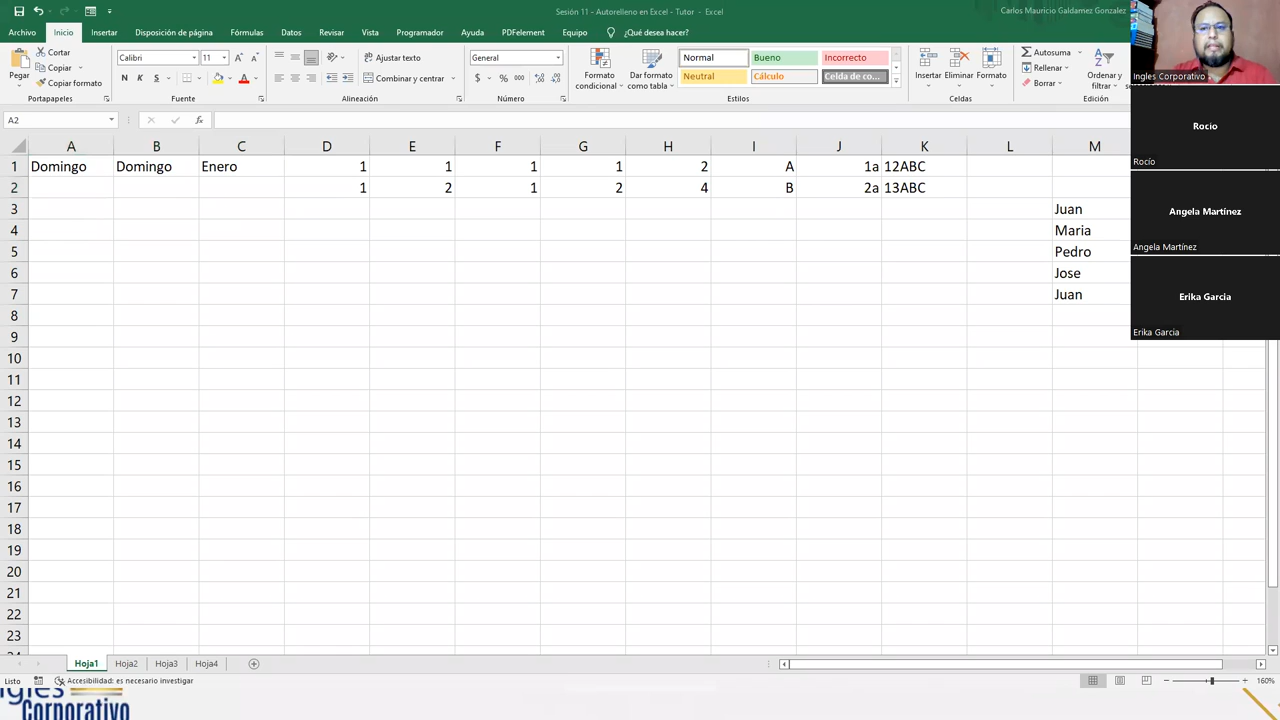 Sesión 11 - Autorelleno en Excel - Tutor - Excel
Carlos Mauricio Galdamez Gonzalez
Archivo Inicio Insertar Disposición de página Fórmulas Datos Revisar Vista Programador Ayuda PDFelement Equipo ¿Qué desea hacer?
Pegar
Cortar
Copiar
Copiar formato
Portapapeles
Calibri 11
N K S
Fuente
Ajustar texto
Combinar y centrar
Alineación
General
$ % 000
Número
Formato condicional
Dar formato como tabla
Normal Bueno Incorrecto
Neutral Cálculo Celda de co...
Estilos
Insertar Eliminar Formato
Celdas
Autosuma
Rellenar
Borrar
Ordenar y filtrar
Edición
A2
fx
A B C D E F G H I J K L M
1 Domingo Domingo Enero 1 1 1 1 2 A 1a 12ABC
2 1 2 1 2 4 B 2a 13ABC
3 Juan
4 Maria
5 Pedro
6 Jose
7 Juan
8
9
10
11
12
13
14
15
16
17
18
19
20
21
22
23
Ingles Corporativo
Rocio
Rocío
Angela Martínez
Angela Martínez
Erika Garcia
Erika Garcia
Hoja1 Hoja2 Hoja3 Hoja4
Listo Accesibilidad: es necesario investigar 160%
Ingles
Corporativo